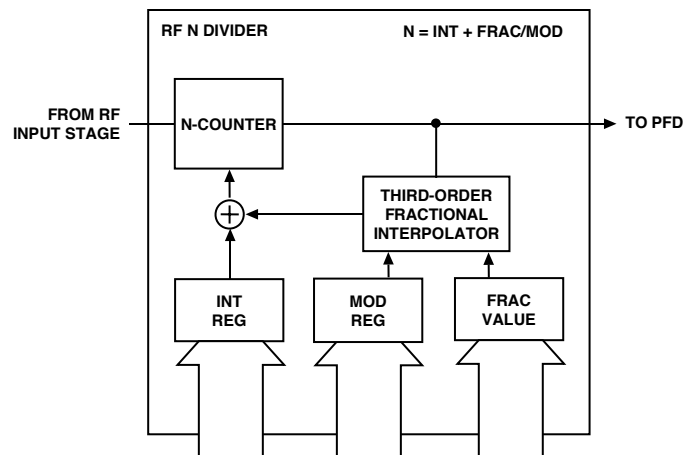 RF N DIVIDER
N = INT + FRAC/MOD
FROM RF
INPUT STAGE
N-COUNTER
TO PFD
THIRD-ORDER
FRACTIONAL
INTERPOLATOR
INT
REG
MOD
REG
FRAC
VALUE